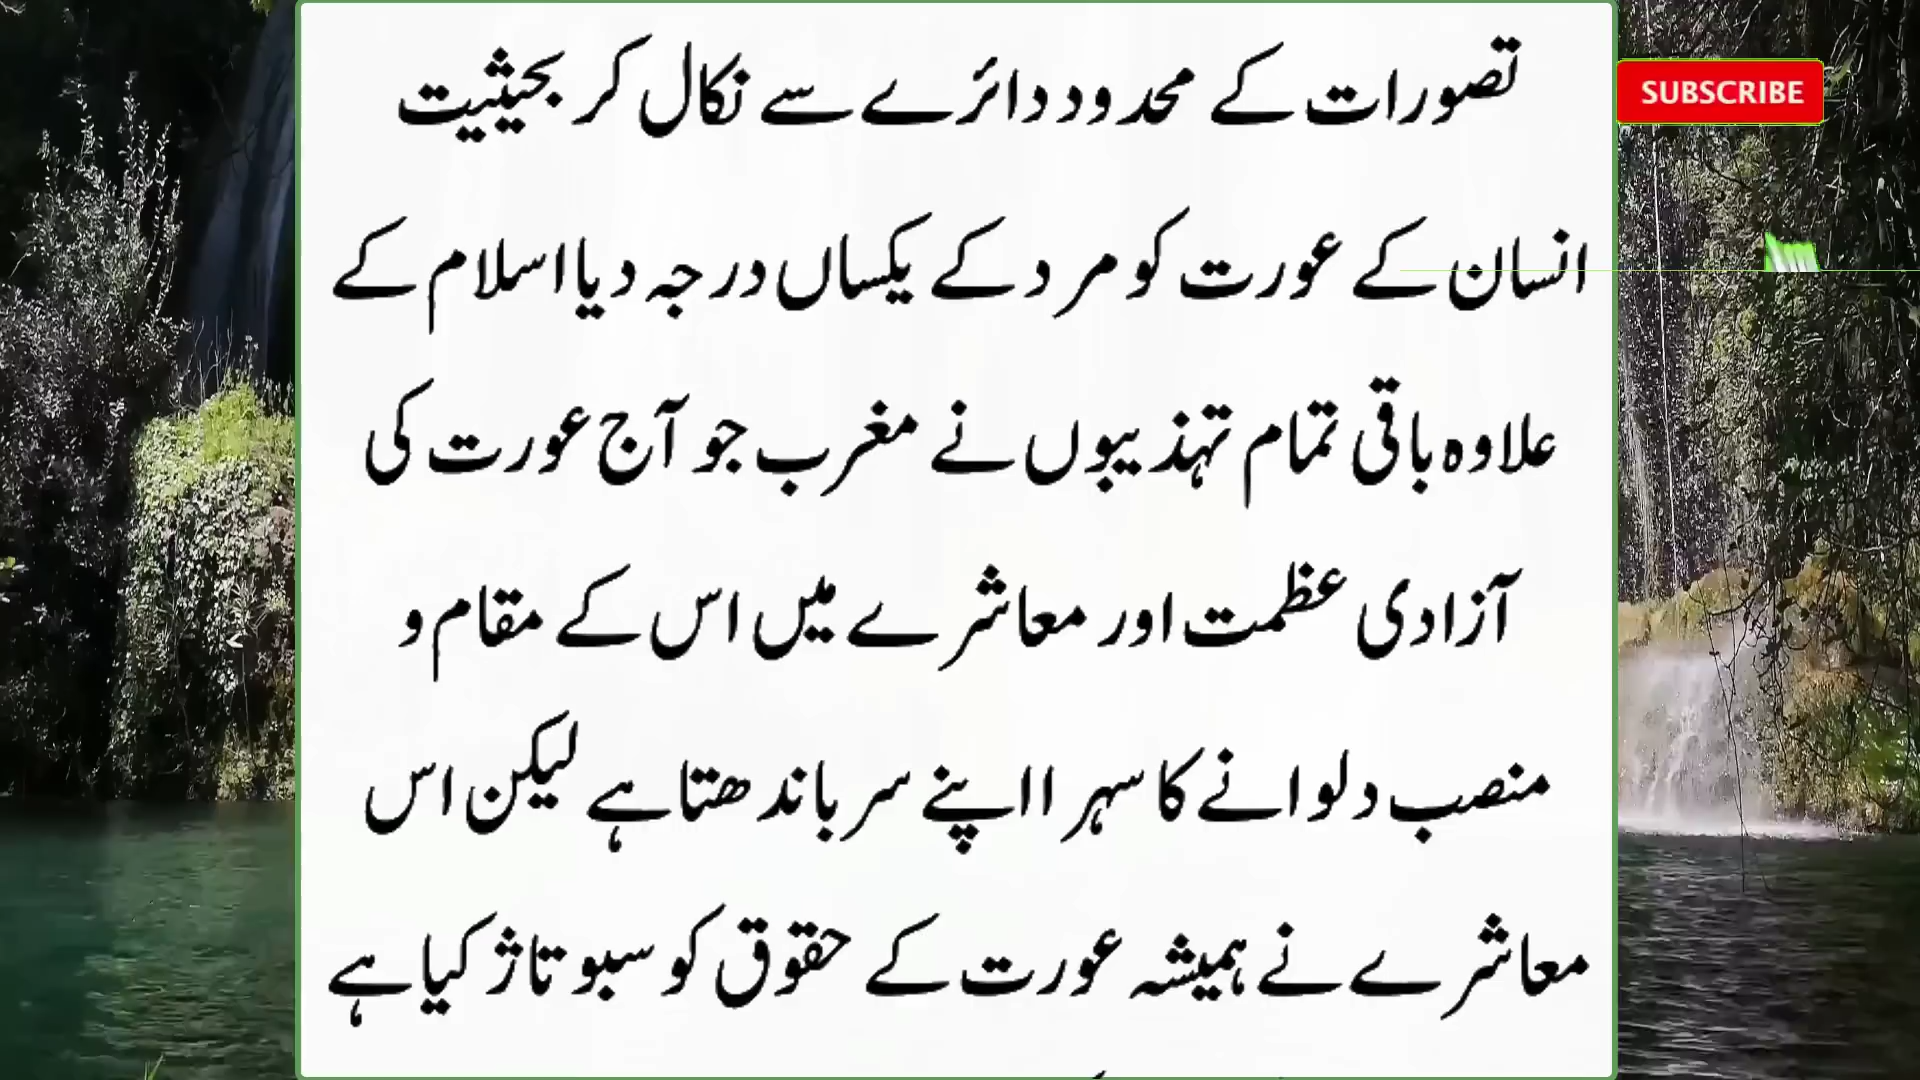 تصورات کے محدود دائرے سے نکال کر بحیثیت
SUBSCRIBE
انسان کے عورت کو مرد کے یکساں درجہ دیا اسلام کے
علاوہ باقی تمام تہذیبوں نے مغرب جو آج عورت کی
آزادی عظمت اور معاشرے میں اس کے مقام و
منصب دلوانے کا سہرا اپنے سر باندھتا ہے لیکن اس
معاشرے نے ہمیشہ عورت کے حقوق کو سبوتاژ کیا ہے